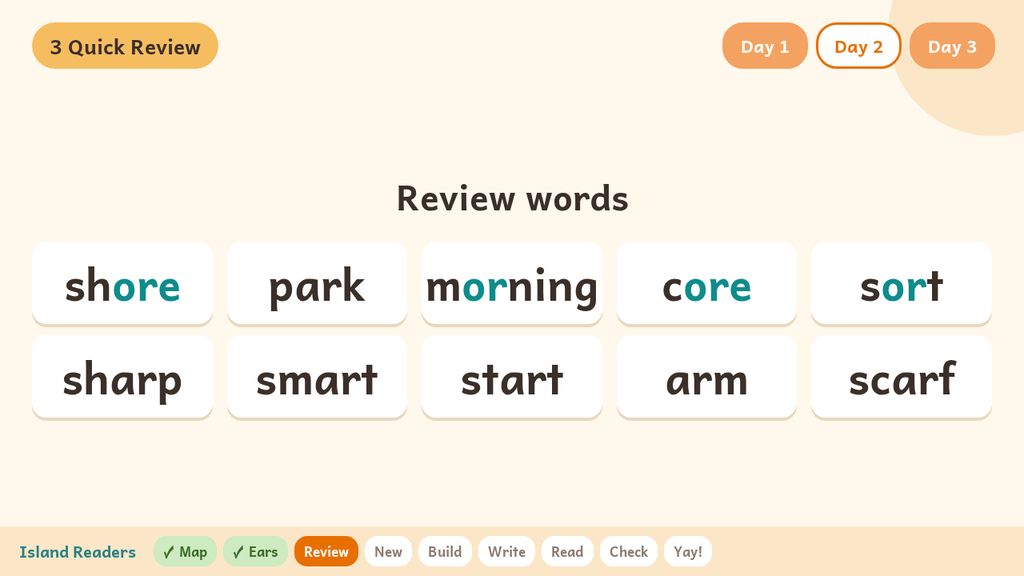 3 Quick Review
Day 1
Day 2
Day 3
Review words
shore park morning core sort
sharp smart start arm scarf
Island Readers ✓ Map ✓ Ears Review New Build Write Read Check Yay!